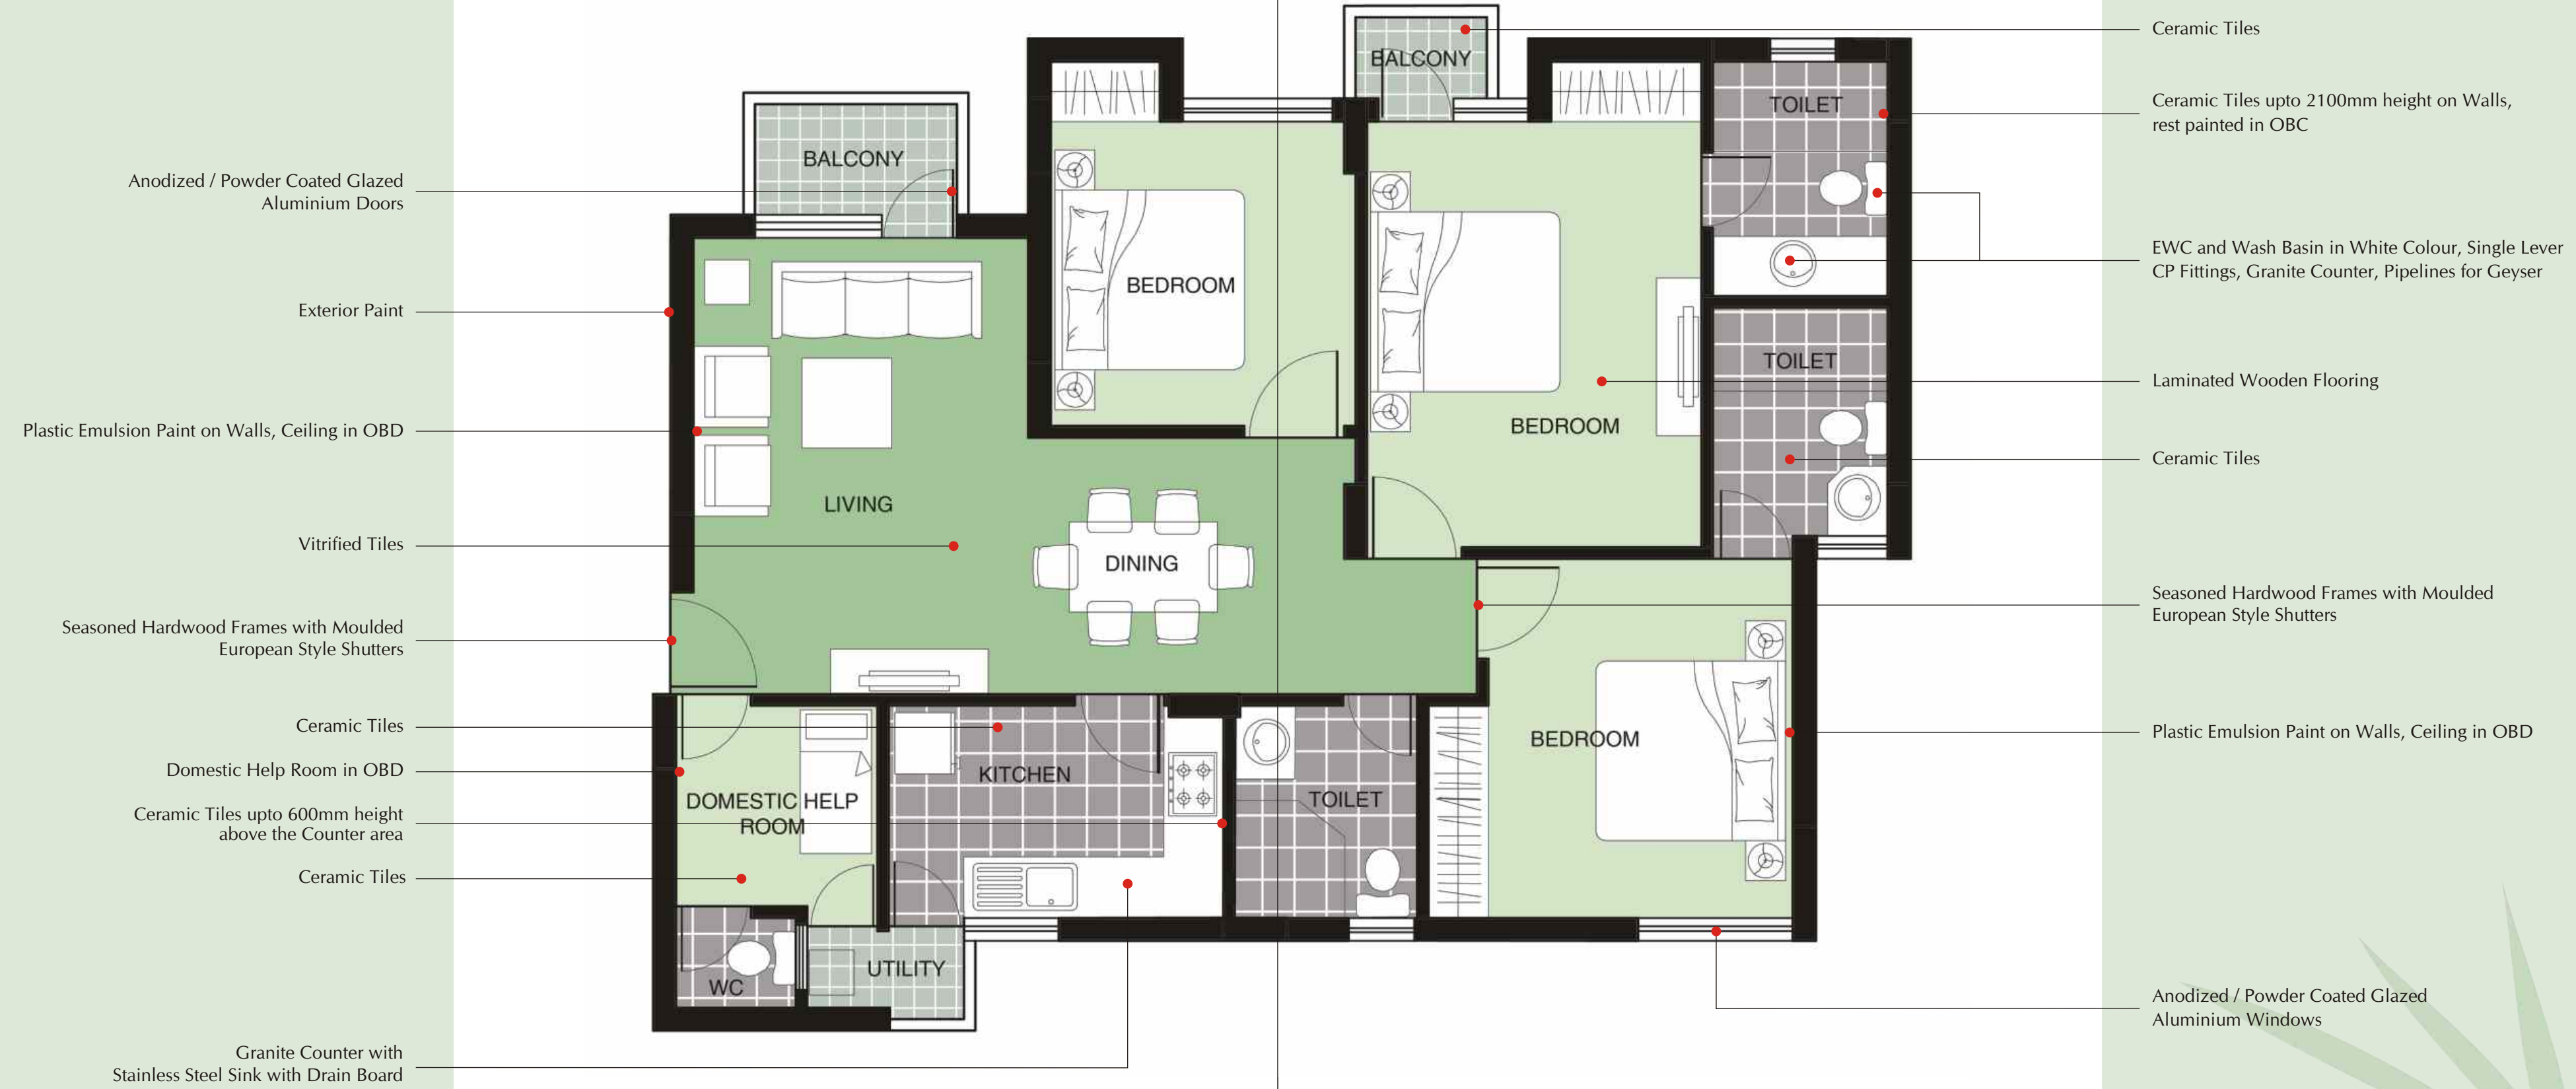 Anodized / Powder Coated Glazed
Aluminium Doors
Exterior Paint
Plastic Emulsion Paint on Walls, Ceiling in OBD
Vitrified Tiles
Seasoned Hardwood Frames with Moulded
European Style Shutters
Ceramic Tiles
Domestic Help Room in OBD
Ceramic Tiles upto 600mm height
above the Counter area
Ceramic Tiles
Granite Counter with
Stainless Steel Sink with Drain Board
BALCONY
BALCONY
TOILET
BEDROOM
TOILET
BEDROOM
LIVING
DINING
BEDROOM
KITCHEN
TOILET
DOMESTIC HELP
ROOM
UTILITY
WC
Ceramic Tiles
Ceramic Tiles upto 2100mm height on Walls,
rest painted in OBC
EWC and Wash Basin in White Colour, Single Lever
CP Fittings, Granite Counter, Pipelines for Geyser
Laminated Wooden Flooring
Ceramic Tiles
Seasoned Hardwood Frames with Moulded
European Style Shutters
Plastic Emulsion Paint on Walls, Ceiling in OBD
Anodized / Powder Coated Glazed
Aluminium Windows